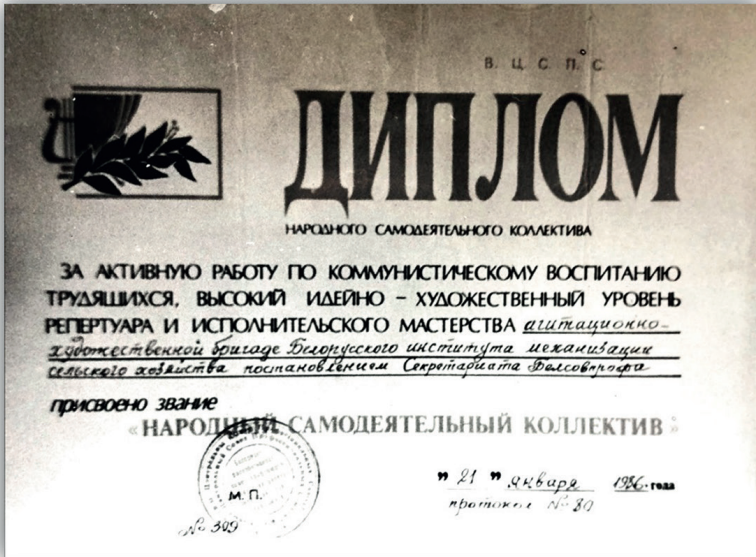 В. Ц. С. П. С.
ДИПЛОМ
НАРОДНОГО САМОДЕЯТЕЛЬНОГО КОЛЛЕКТИВА
ЗА АКТИВНУЮ РАБОТУ ПО КОММУНИСТИЧЕСКОМУ ВОСПИТАНИЮ
ТРУДЯЩИХСЯ, ВЫСОКИЙ ИДЕЙНО – ХУДОЖЕСТВЕННЫЙ УРОВЕНЬ
РЕПЕРТУАРА И ИСПОЛНИТЕЛЬСКОГО МАСТЕРСТВА агитационно-
художественной бригаде Белорусского института механизации
сельского хозяйства постановлением Секретариата Белсовпрофа
присвоено звание
«НАРОДНЫЙ САМОДЕЯТЕЛЬНЫЙ КОЛЛЕКТИВ»
М. П.
" 21 " января 1986 года
протокол № 80
№ 399